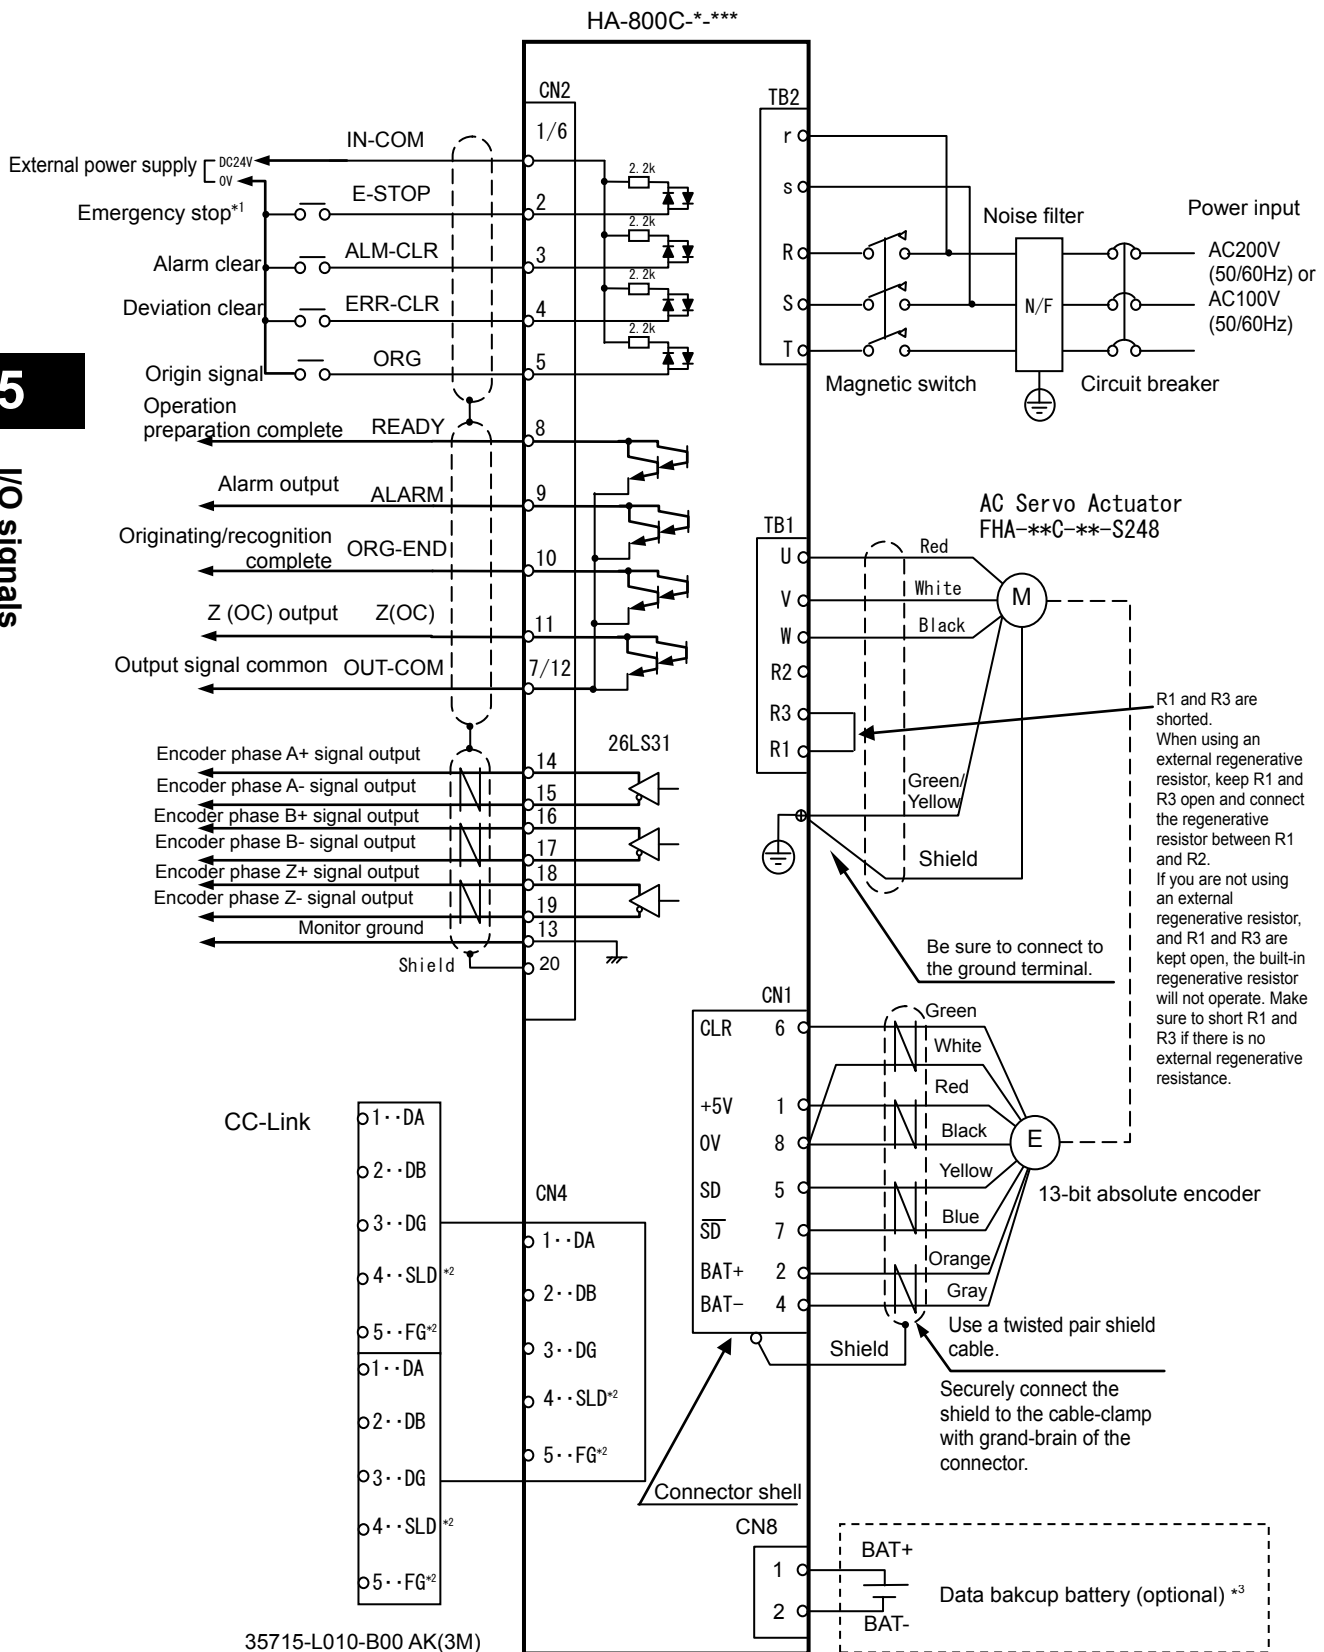 HA-800C-*-***
CN2
1/6
IN-COM
External power supply
DC24V
0V
E-STOP
Emergency stop*1
2
2.2k
ALM-CLR
Alarm clear
3
2.2k
ERR-CLR
Deviation clear
4
2.2k
ORG
Origin signal
5
2.2k
Operation
preparation complete
READY
8
Alarm output
ALARM
9
Originating/recognition
complete
ORG-END
10
Z (OC) output
Z(OC)
11
Output signal common
OUT-COM
7/12
26LS31
Encoder phase A+ signal output
14
Encoder phase A- signal output
15
Encoder phase B+ signal output
16
Encoder phase B- signal output
17
Encoder phase Z+ signal output
18
Encoder phase Z- signal output
19
Monitor ground
13
Shield
20
5
I/O signals
TB2
r
s
R
S
T
Noise filter
N/F
Power input
AC200V
(50/60Hz) or
AC100V
(50/60Hz)
Magnetic switch
Circuit breaker
AC Servo Actuator
FHA-**C-**-S248
TB1
U
Red
V
White
W
Black
M
R2
R3
R1
Green/
Yellow
Shield
R1 and R3 are
shorted.
When using an
external regenerative
resistor, keep R1 and
R3 open and connect
the regenerative
resistor between R1
and R2.
If you are not using
an external
regenerative resistor,
and R1 and R3 are
kept open, the built-in
regenerative resistor
will not operate. Make
sure to short R1 and
R3 if there is no
external regenerative
resistance.
Be sure to connect to
the ground terminal.
CN1
CLR 6
Green
White
+5V 1
Red
0V 8
Black
SD 5
Yellow
S̅D̅ 7
Blue
BAT+ 2
Orange
BAT- 4
Gray
E
13-bit absolute encoder
Shield
Use a twisted pair shield
cable.
Securely connect the
shield to the cable-clamp
with grand-brain of the
connector.
Connector shell
CC-Link
1··DA
2··DB
3··DG
4··SLD*2
5··FG*2
1··DA
2··DB
3··DG
4··SLD*2
5··FG*2
CN4
1··DA
2··DB
3··DG
4··SLD*2
5··FG*2
CN8
1
2
BAT+
BAT-
Data bakcup battery (optional) *3
35715-L010-B00 AK(3M)